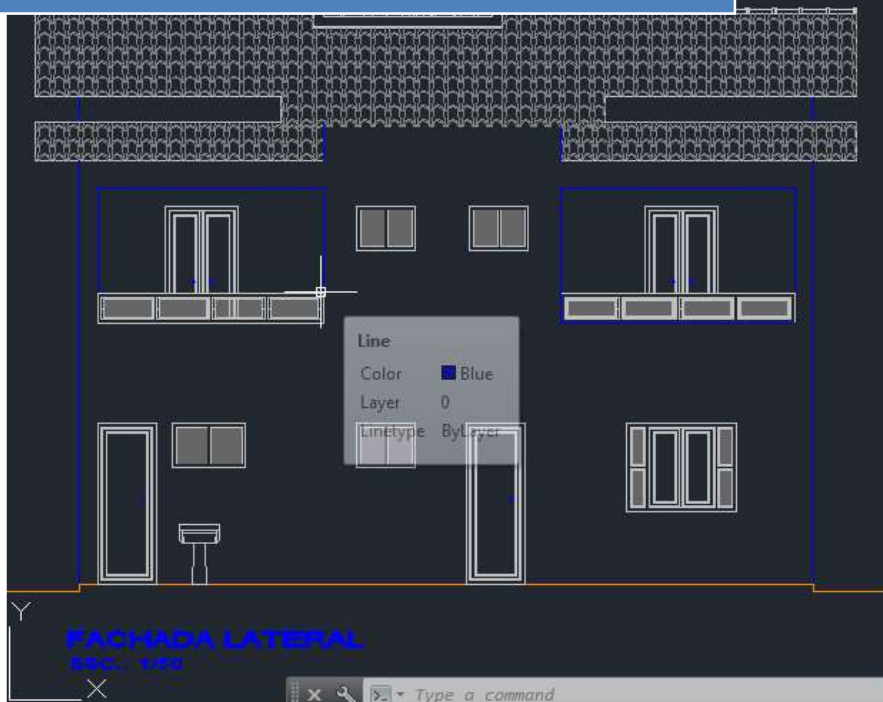 Line
Color Blue
Layer 0
Linetype ByLayer
Y
FACHADA LATERAL
ESC. 1/50
X
Type a command